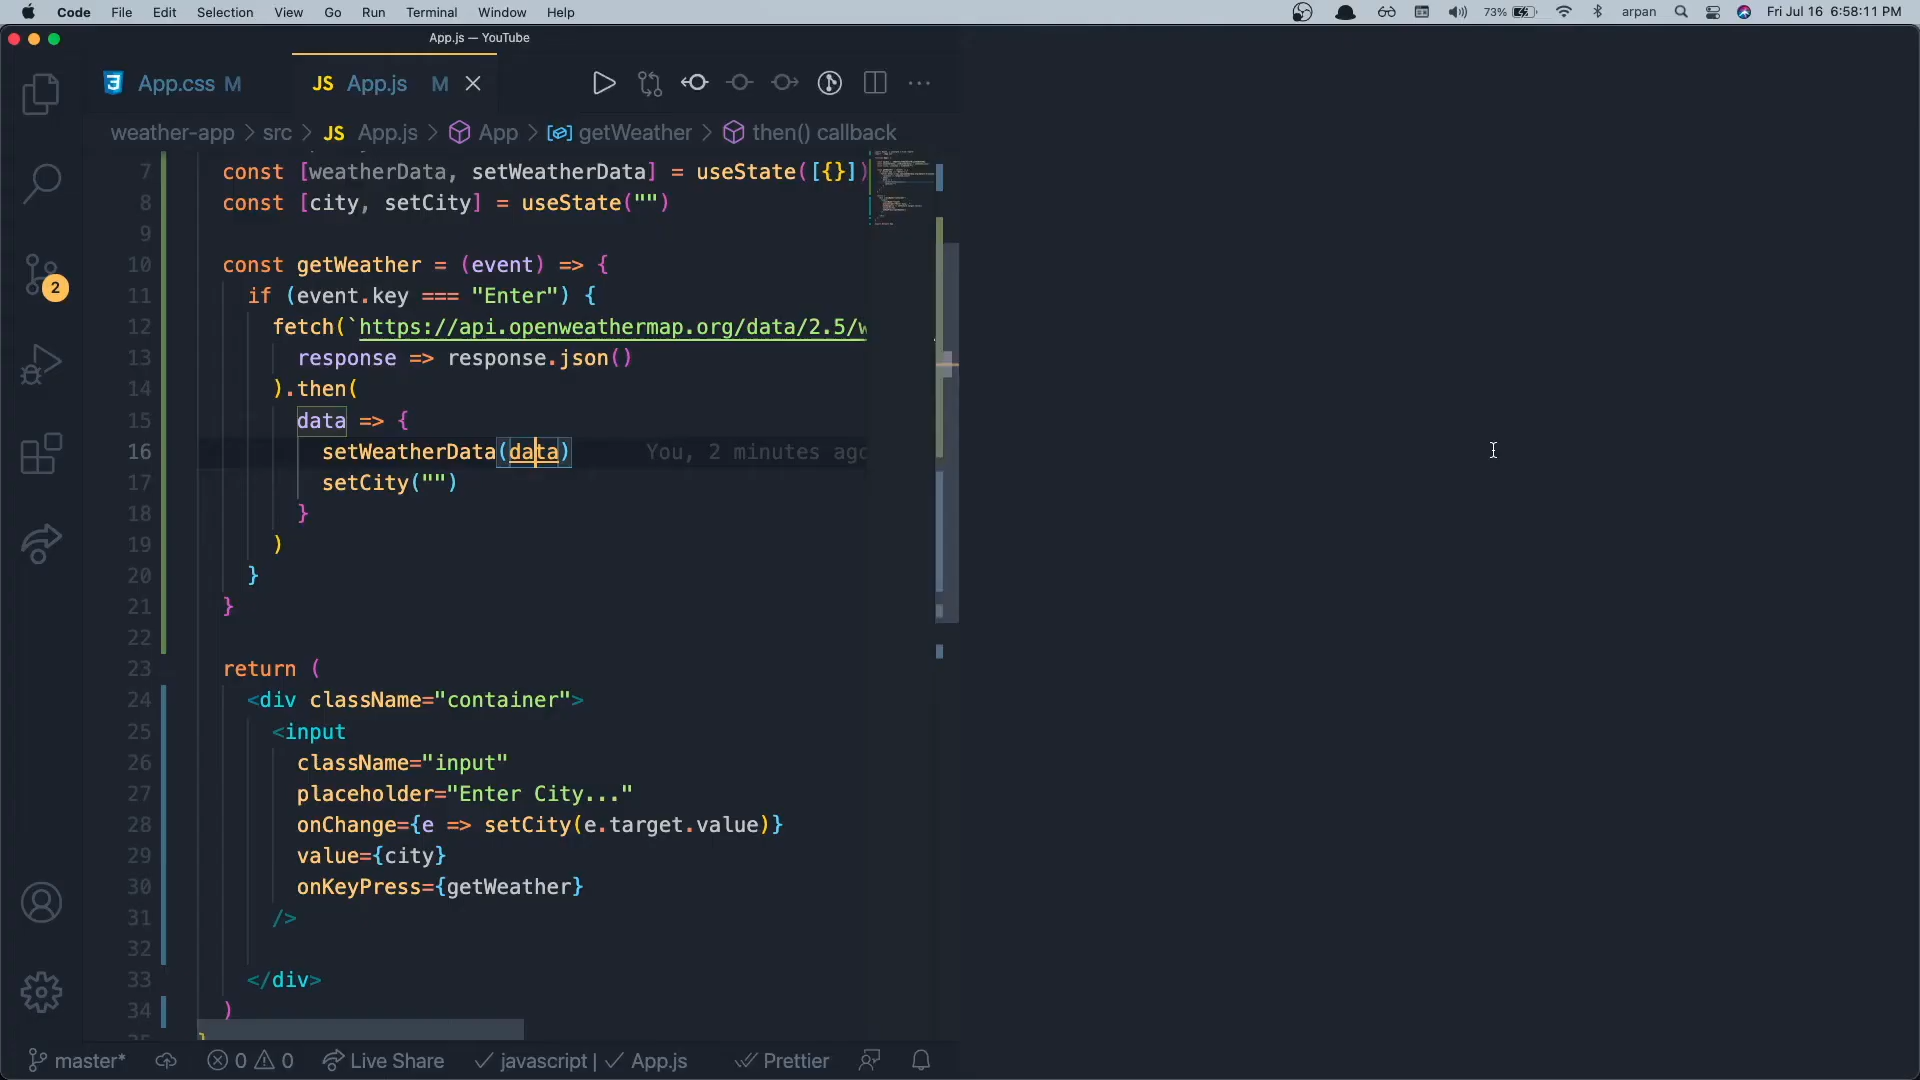 Code File Edit Selection View Go Run Terminal Window Help 73% arpan Fri Jul 16 6:58:11 PM
App.js — YouTube
App.css M JS App.js M
weather-app > src > JS App.js > App > getWeather > then() callback
7 const [weatherData, setWeatherData] = useState([{}])
8 const [city, setCity] = useState("")
9
10 const getWeather = (event) => {
11 if (event.key === "Enter") {
12 fetch(`https://api.openweathermap.org/data/2.5/w
13 response => response.json()
14 ).then(
15 data => {
16 setWeatherData(data) You, 2 minutes ago
17 setCity("")
18 }
19 )
20 }
21 }
22
23 return (
24 <div className="container">
25 <input
26 className="input"
27 placeholder="Enter City..."
28 onChange={e => setCity(e.target.value)}
29 value={city}
30 onKeyPress={getWeather}
31 />
32
33 </div>
34 )
2
master* 0 0 Live Share javascript | App.js Prettier